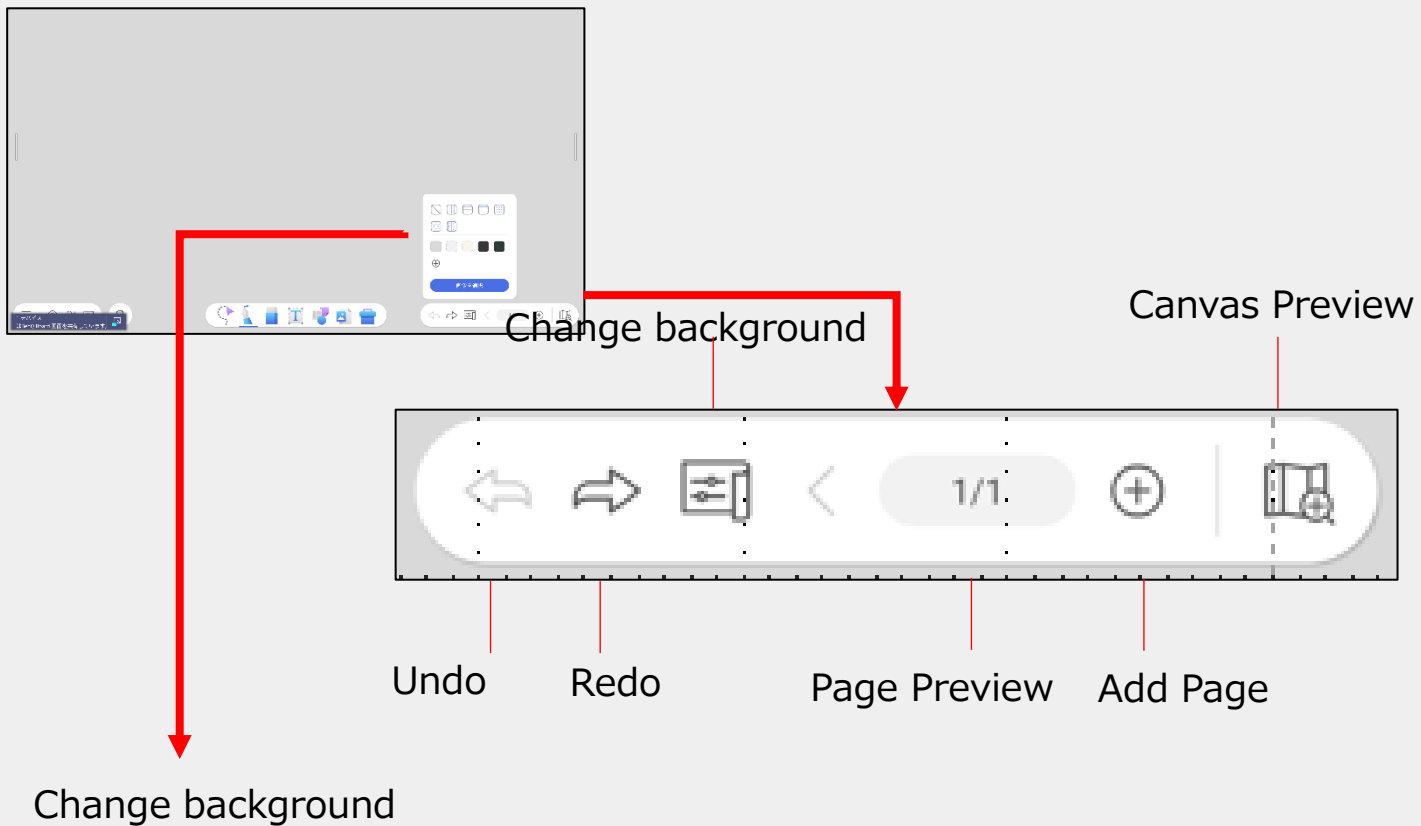 Change background
Canvas Preview
1/1
Undo
Redo
Page Preview
Add Page
Change background